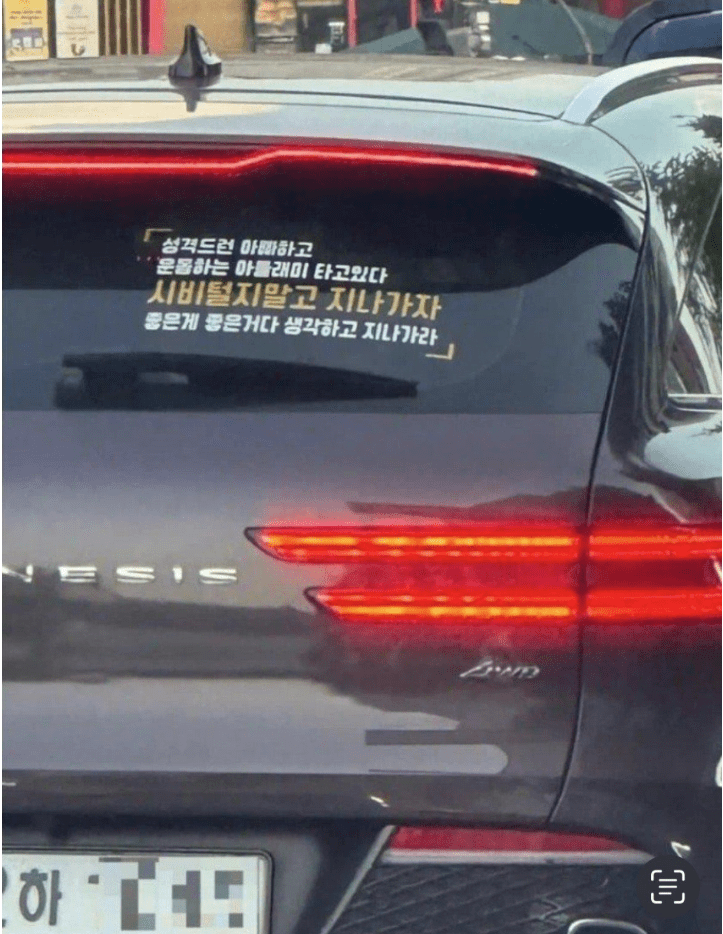 성격드런 아빠하고
운동하는 아들래미 타고있다
시비털지말고 지나가자
좋은게 좋은거다 생각하고 지나가라
NESIS
4WD
하